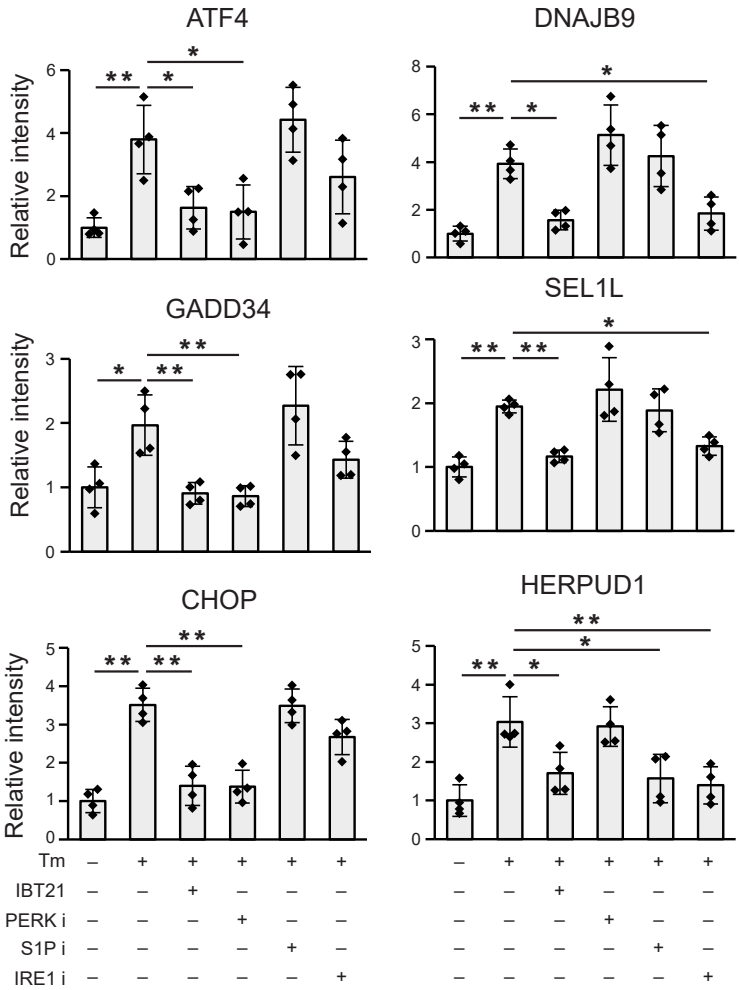 ATF4
DNAJB9
Relative intensity
6
4
2
0
** * *
8
6
4
2
0
** * *
GADD34
SEL1L
Relative intensity
3
2
1
0
* ** **
3
2
1
0
** ** *
CHOP
HERPUD1
Relative intensity
5
4
3
2
1
0
** ** **
5
4
3
2
1
0
** * * **
Tm – + + + + + – + + + + +
IBT21 – – + – – – – – + – – –
PERK i – – – + – – – – – + – –
S1P i – – – – + – – – – – + –
IRE1 i – – – – – + – – – – – +